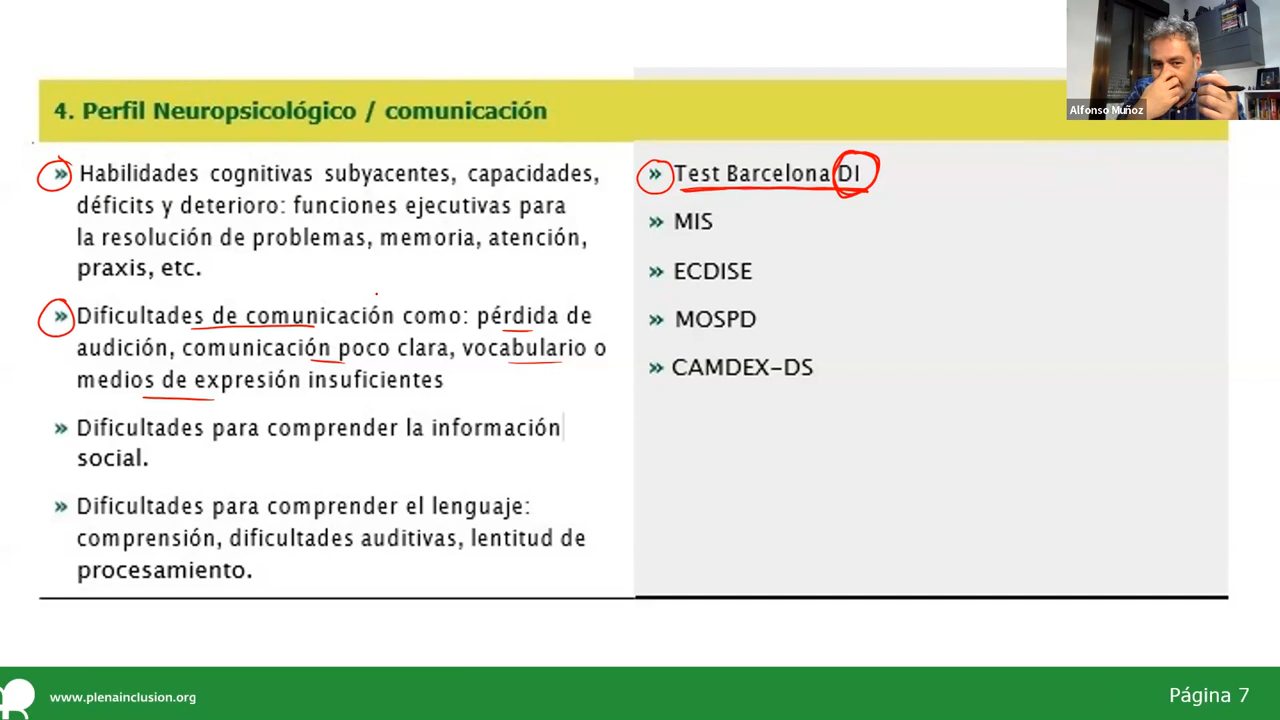 Alfonso Muñoz
4. Perfil Neuropsicológico / comunicación
» Habilidades cognitivas subyacentes, capacidades,
déficits y deterioro: funciones ejecutivas para
la resolución de problemas, memoria, atención,
praxis, etc.
» Dificultades de comunicación como: pérdida de
audición, comunicación poco clara, vocabulario o
medios de expresión insuficientes
» Dificultades para comprender la información
social.
» Dificultades para comprender el lenguaje:
comprensión, dificultades auditivas, lentitud de
procesamiento.
» Test Barcelona DI
» MIS
» ECDISE
» MOSPD
» CAMDEX-DS
www.plenainclusion.org
Página 7